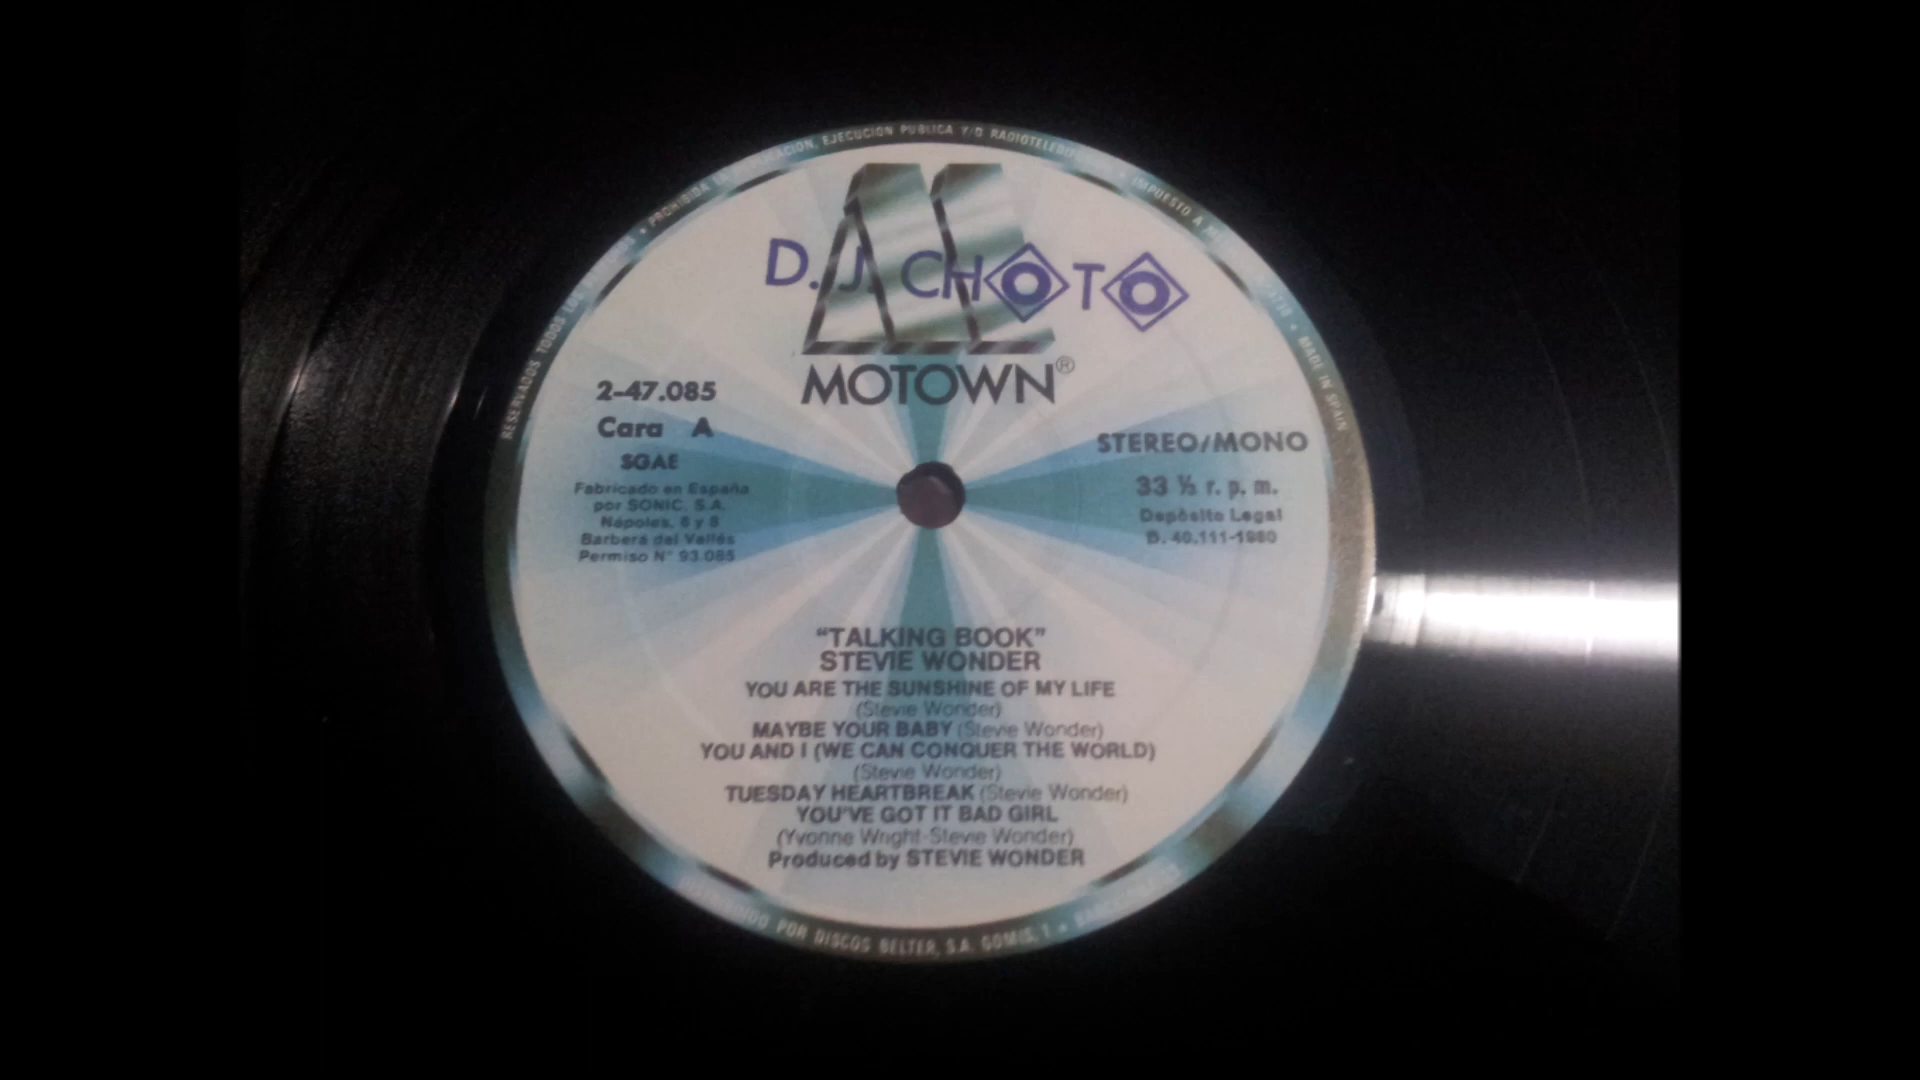 EJECUCION PUBLICA Y/O
MADE IN SPAIN
D.J. CHOTO
MOTOWN®
2-47.085
Cara A
SGAE
Fabricado en España
por SONIC, S.A.
Nápoles, 6 y 8
Barberá del Vallés
Permiso N° 93.085
STEREO/MONO
33 ⅓ r. p. m.
Depósito Legal
B. 40.111-1980
"TALKING BOOK"
STEVIE WONDER
YOU ARE THE SUNSHINE OF MY LIFE
(Stevie Wonder)
MAYBE YOUR BABY (Stevie Wonder)
YOU AND I (WE CAN CONQUER THE WORLD)
(Stevie Wonder)
TUESDAY HEARTBREAK (Stevie Wonder)
YOU'VE GOT IT BAD GIRL
(Yvonne Wright-Stevie Wonder)
Produced by STEVIE WONDER
POR DISCOS BELTER, S.A. GOMIS, 1